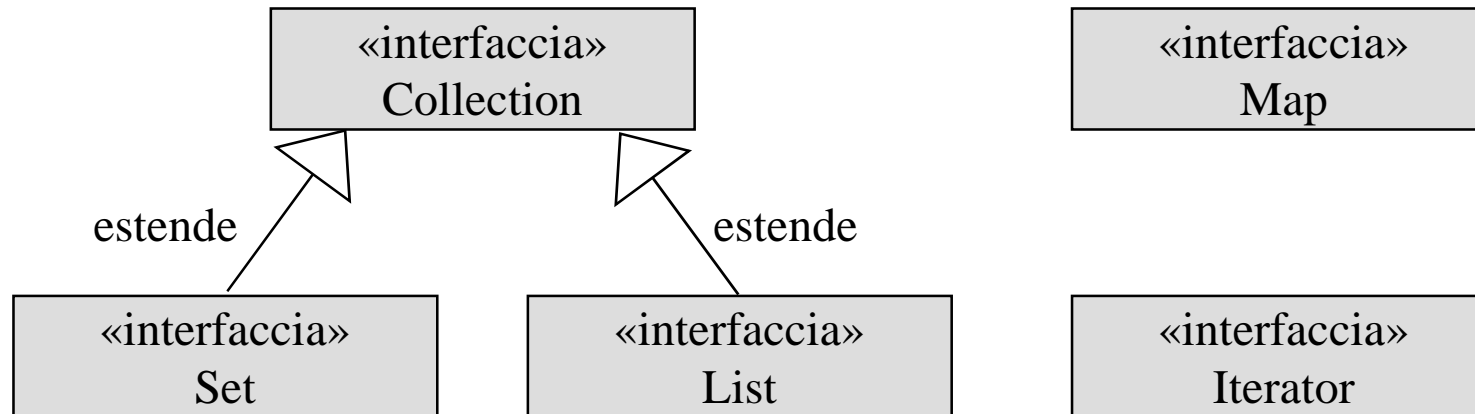 «interfaccia»
Collection
«interfaccia»
Map
estende
estende
«interfaccia»
Set
«interfaccia»
List
«interfaccia»
Iterator